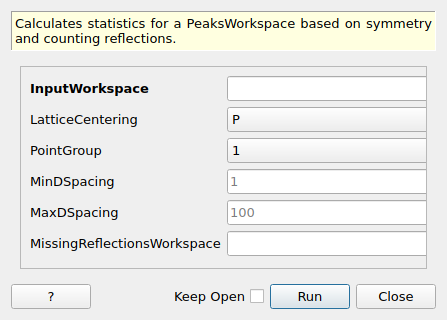 Calculates statistics for a PeaksWorkspace based on symmetry
and counting reflections.
InputWorkspace
LatticeCentering P
PointGroup 1
MinDSpacing 1
MaxDSpacing 100
MissingReflectionsWorkspace
? Keep Open Run Close